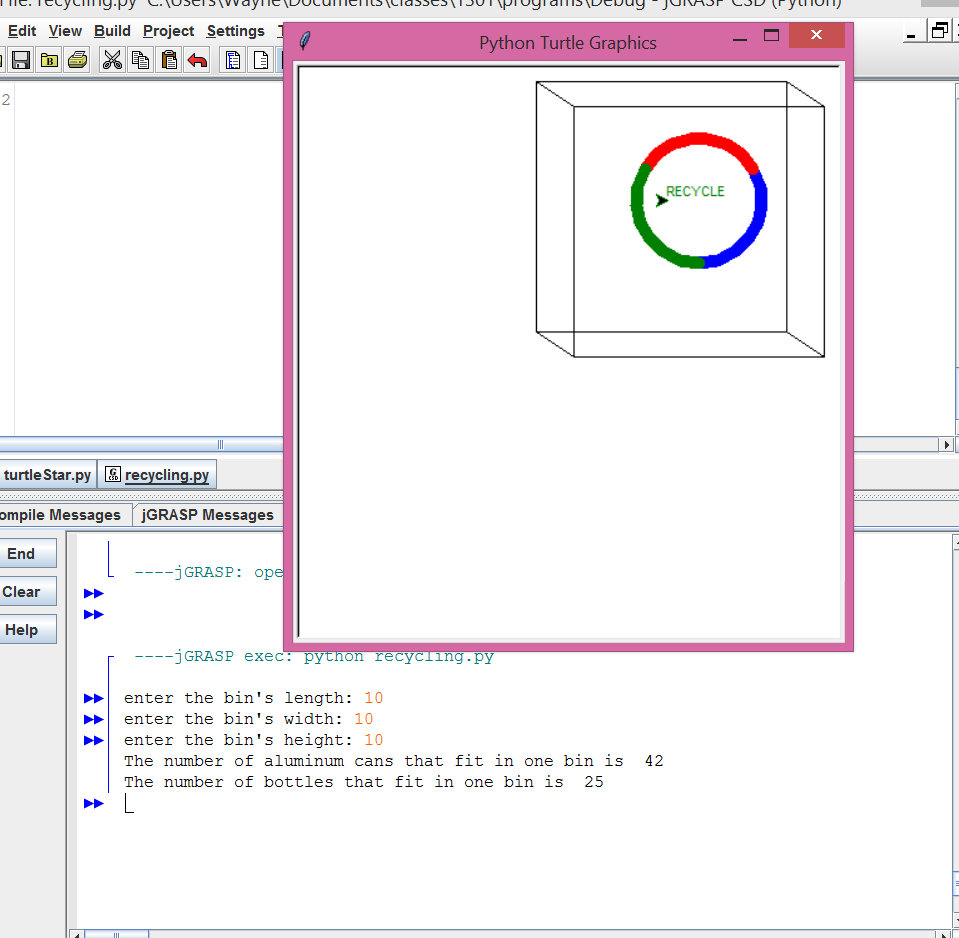 File: recycling.py C:\Users\Wayne\Documents\classes\1301\programs\Debug - jGRASP CSD (Python)
Edit View Build Project Settings
Python Turtle Graphics
2
RECYCLE
turtleStar.py recycling.py
ompile Messages jGRASP Messages
End
Clear
Help
----jGRASP: ope
----jGRASP exec: python recycling.py
enter the bin's length: 10
enter the bin's width: 10
enter the bin's height: 10
The number of aluminum cans that fit in one bin is 42
The number of bottles that fit in one bin is 25